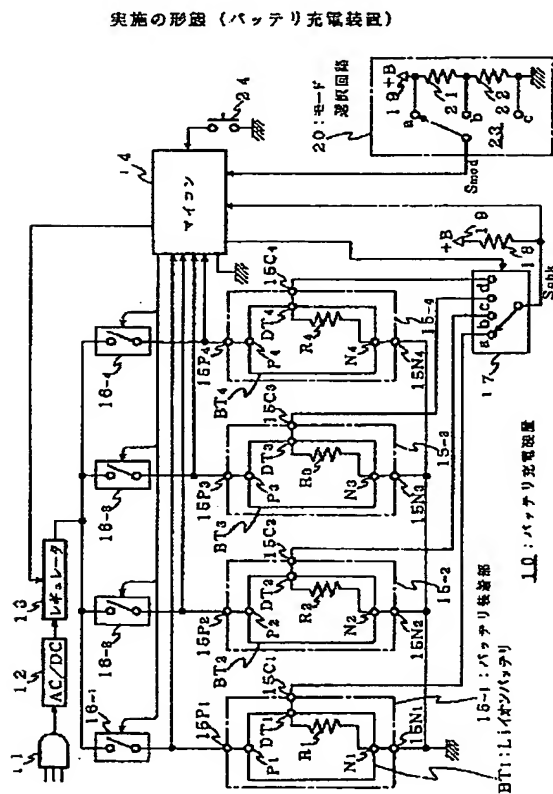 実施の形態（バッテリ充電装置）
11
12
AC/DC
13
レギュレータ
14
マイコン
24
16-1
16-2
16-3
16-4
15P1
15P2
15P3
15P4
P1
P2
P3
P4
DT1
DT2
DT3
DT4
15C1
15C2
15C3
15C4
R1
R2
R3
R4
N1
N2
N3
N4
15N1
15N2
15N3
15N4
BT2
BT3
BT4
15-2
15-3
15-4
15-1：バッテリ装着部
BT1：Liイオンバッテリ
20：モード
選択回路
19
+B
21
22
23
a
b
c
Smod
+B
19
18
a
b
c
d
17
Schk
10：バッテリ充電装置